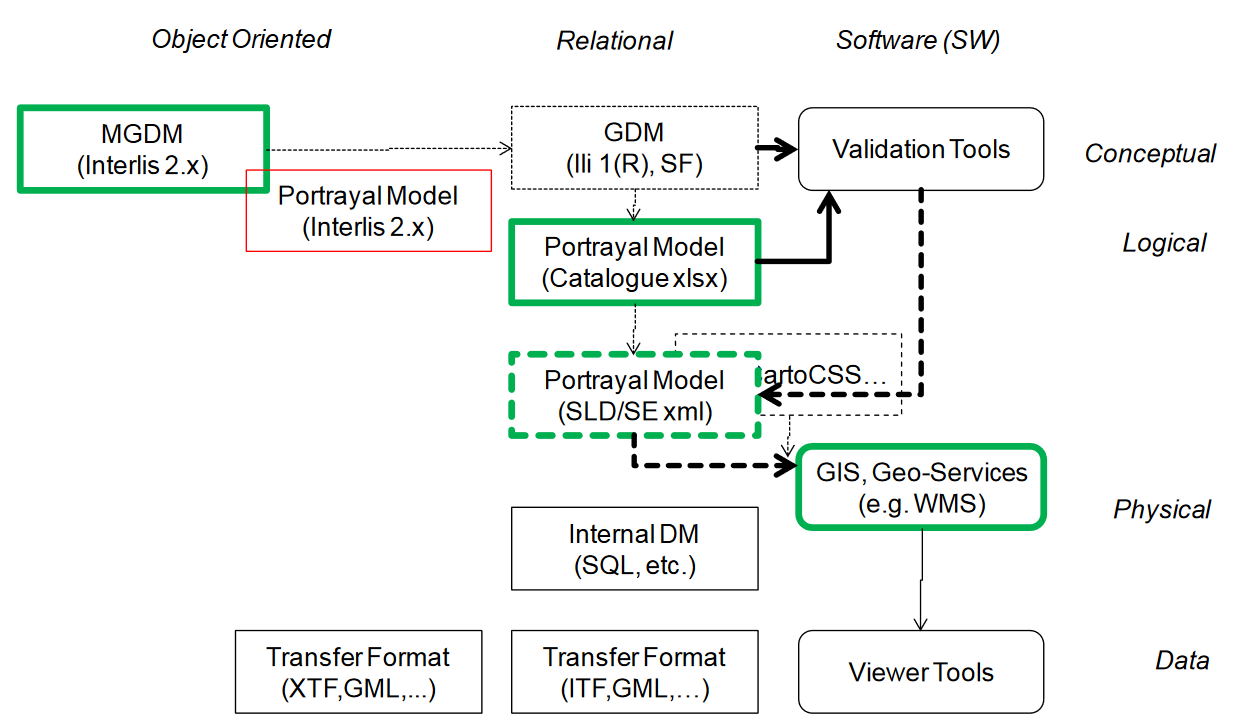 Object Oriented
Relational
Software (SW)
MGDM
(Interlis 2.x)
GDM
(Ili 1(R), SF)
Validation Tools
Conceptual
Portrayal Model
(Interlis 2.x)
Portrayal Model
(Catalogue xlsx)
Logical
Portrayal Model
(SLD/SE xml)
artoCSS…
GIS, Geo-Services
(e.g. WMS)
Physical
Internal DM
(SQL, etc.)
Transfer Format
(XTF,GML,...)
Transfer Format
(ITF,GML,…)
Viewer Tools
Data